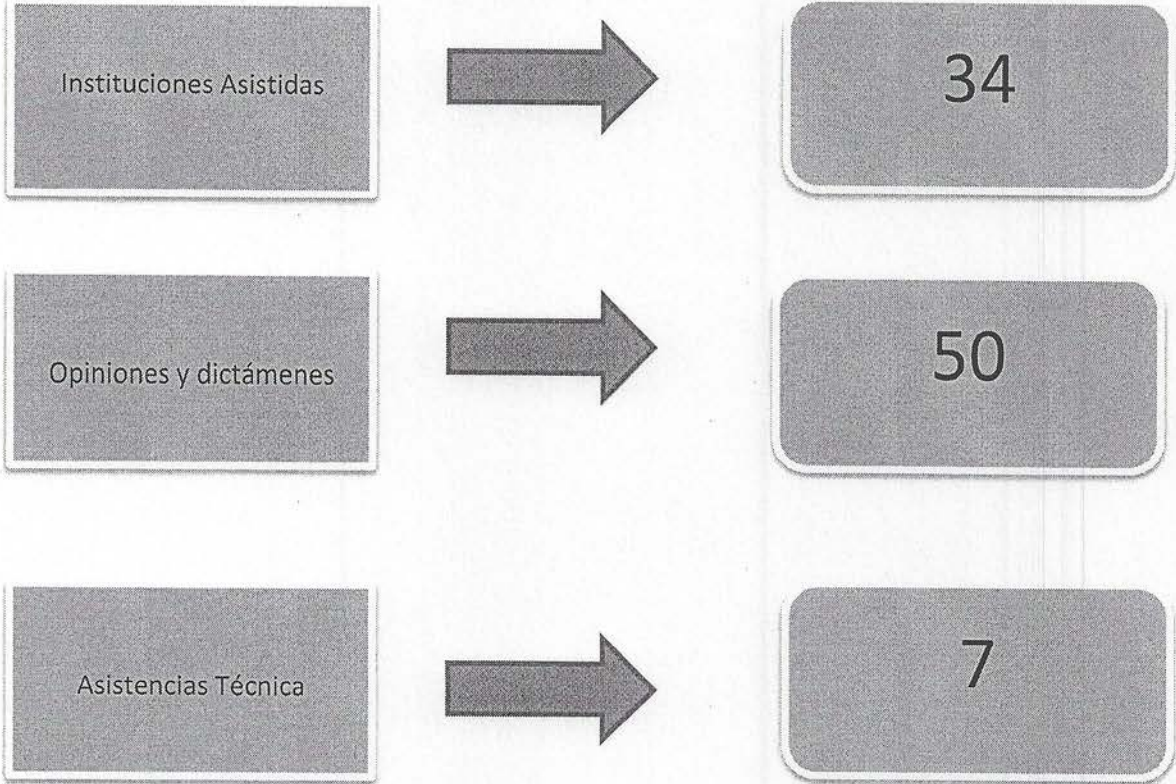 Instituciones Asistidas
34
Opiniones y dictámenes
50
Asistencias Técnica
7